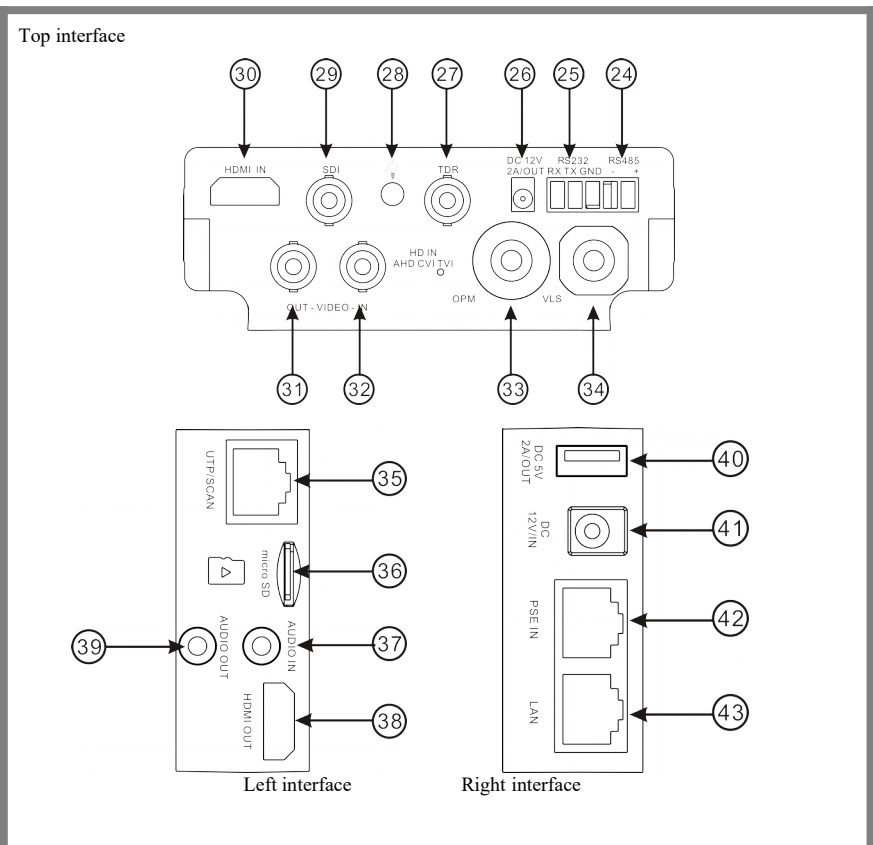 Top interface
30 29 28 27 26 25 24
HDMI IN SDI TDR DC 12V RS232 RS485
2A/OUT RX TX GND - +
HD IN
AHD CVI TVI
OUT - VIDEO - IN OPM VLS
31 32 33 34
UTP/SCAN
35
micro SD
36
AUDIO OUT
39
AUDIO IN
37
HDMI OUT
38
DC 5V
2A/OUT
40
DC
12V/IN
41
PSE IN
42
LAN
43
Left interface Right interface